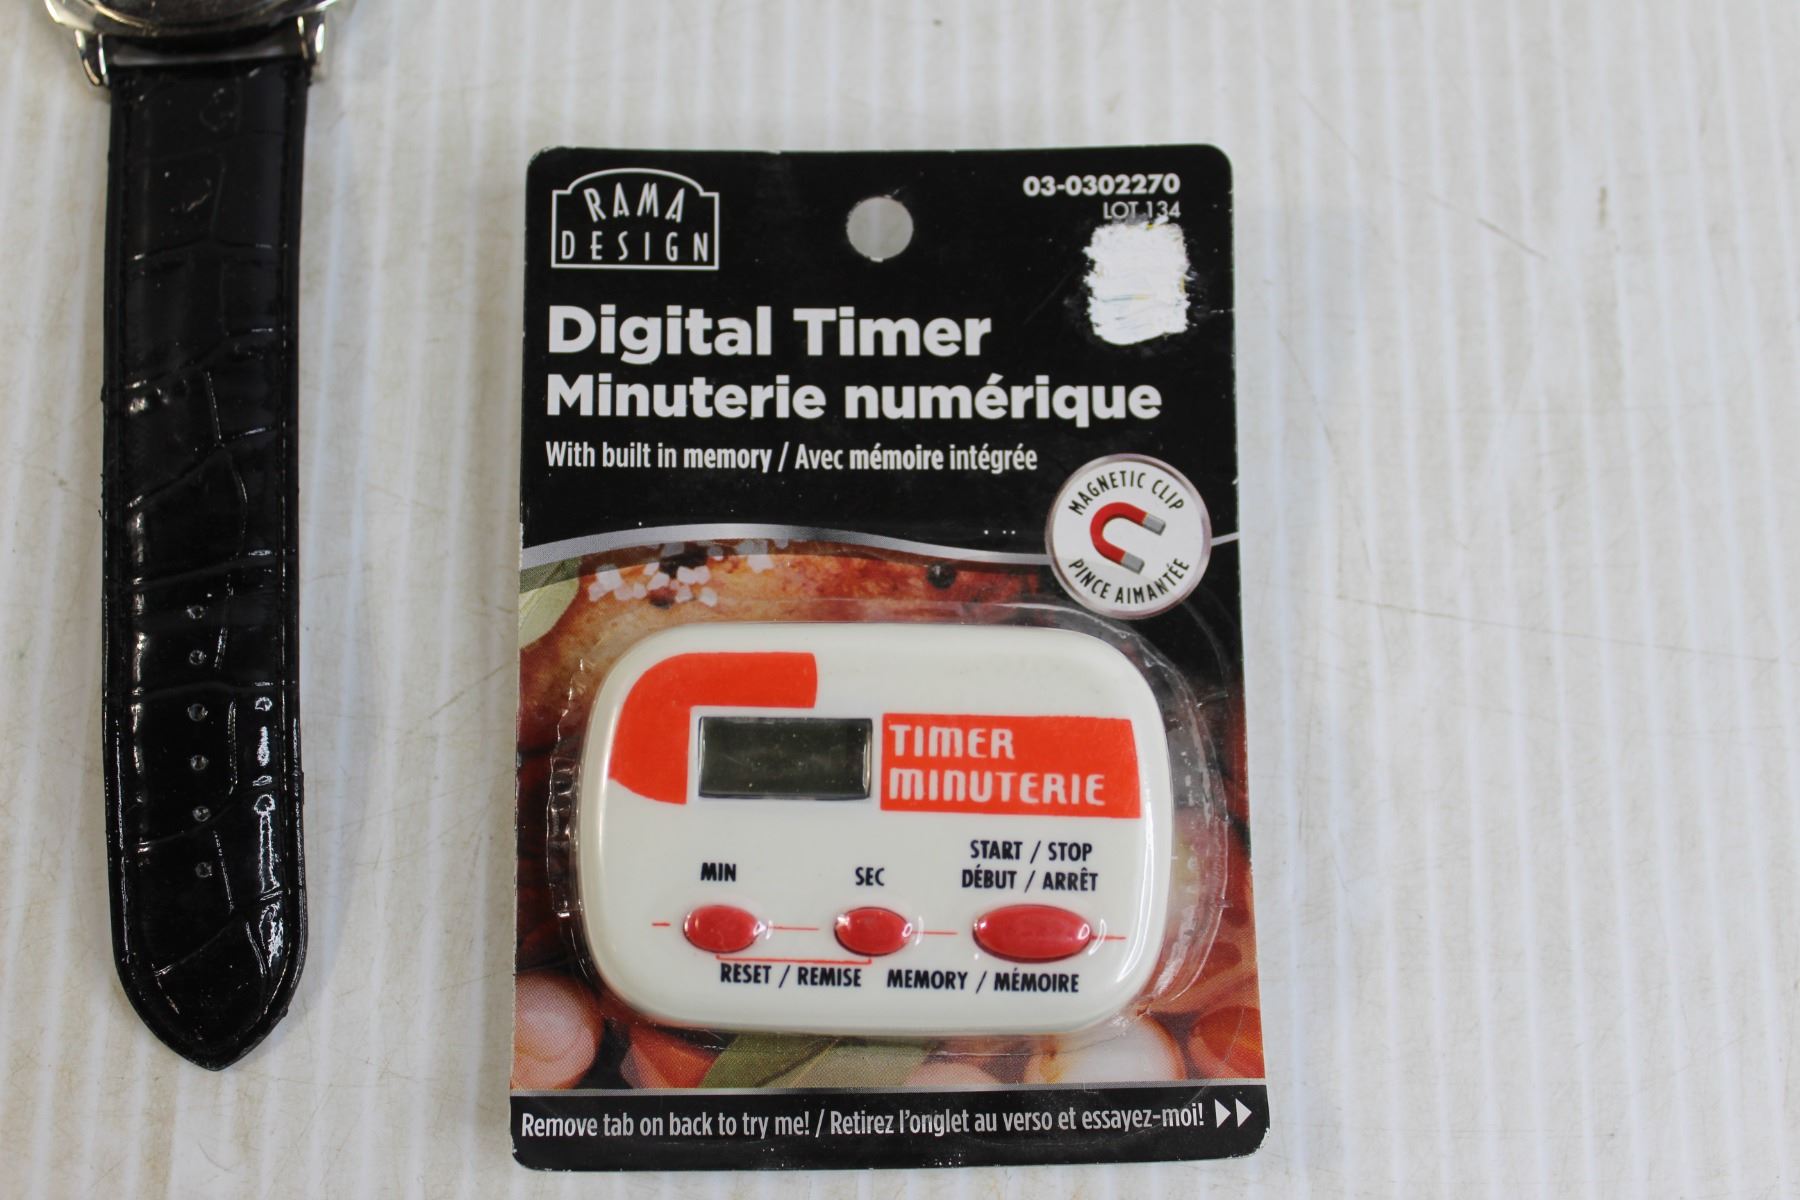 RAMA
DESIGN
03-0302270
LOT 134
Digital Timer
Minuterie numérique
With built in memory / Avec mémoire intégrée
MAGNETIC CLIP
PINCE AIMANTÉE
TIMER
MINUTERIE
START / STOP
DÉBUT / ARRÊT
MIN
SEC
RESET / REMISE
MEMORY / MÉMOIRE
Remove tab on back to try me! / Retirez l'onglet au verso et essayez-moi!